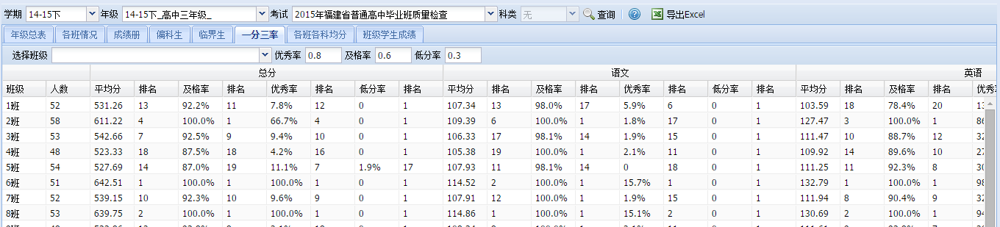 学期 14-15下 年级 14-15下_高中三年级_ 考试 2015年福建省普通高中毕业班质量检查 科类 无 查询 导出Excel
年级总表 各班情况 成绩册 偏科生 临界生 一分三率 各班各科均分 班级学生成绩
选择班级 优秀率 0.8 及格率 0.6 低分率 0.3
总分 语文 英语
班级 人数 平均分 排名 及格率 排名 优秀率 排名 低分率 排名 平均分 排名 及格率 排名 优秀率 排名 低分率 排名 平均分 排名 及格率 排名 优秀
1班 52 531.26 13 92.2% 11 7.8% 12 0 1 107.34 13 98.0% 17 5.9% 6 0 1 103.59 18 78.4% 20 13
2班 58 611.22 4 100.0% 1 66.7% 4 0 1 109.39 6 100.0% 1 1.8% 17 0 1 127.47 3 100.0% 1 86
3班 53 542.66 7 92.5% 9 9.4% 10 0 1 106.33 17 98.1% 14 1.9% 15 0 1 111.47 10 88.7% 12 32
4班 48 523.33 18 87.5% 18 4.2% 16 0 1 105.38 19 100.0% 1 2.1% 11 0 1 109.92 14 89.6% 10 27
5班 54 527.69 14 87.0% 19 11.1% 7 1.9% 17 107.93 11 98.1% 14 0 18 0 1 111.25 11 92.3% 8 30
6班 51 642.51 1 100.0% 1 100.0% 1 0 1 114.52 2 100.0% 1 15.7% 1 0 1 132.79 1 100.0% 1 98
7班 52 539.15 10 92.3% 10 9.6% 9 0 1 107.91 12 100.0% 1 1.9% 15 0 1 111.94 8 90.4% 9 32
8班 53 639.75 2 100.0% 1 100.0% 1 0 1 114.86 1 100.0% 1 15.1% 2 0 1 130.69 2 100.0% 1 94